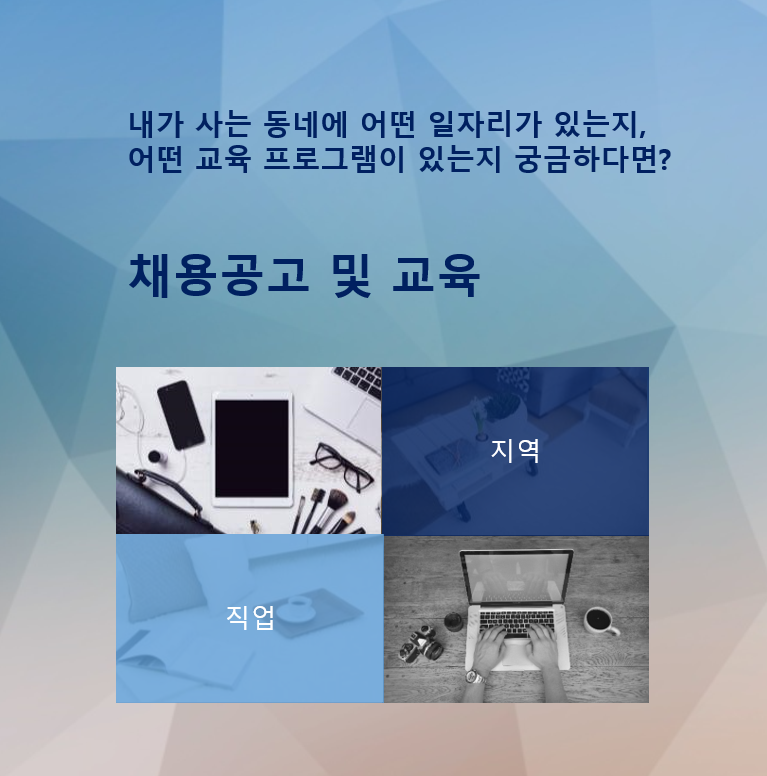 내가 사는 동네에 어떤 일자리가 있는지,
어떤 교육 프로그램이 있는지 궁금하다면?
채용공고 및 교육
지역
직업